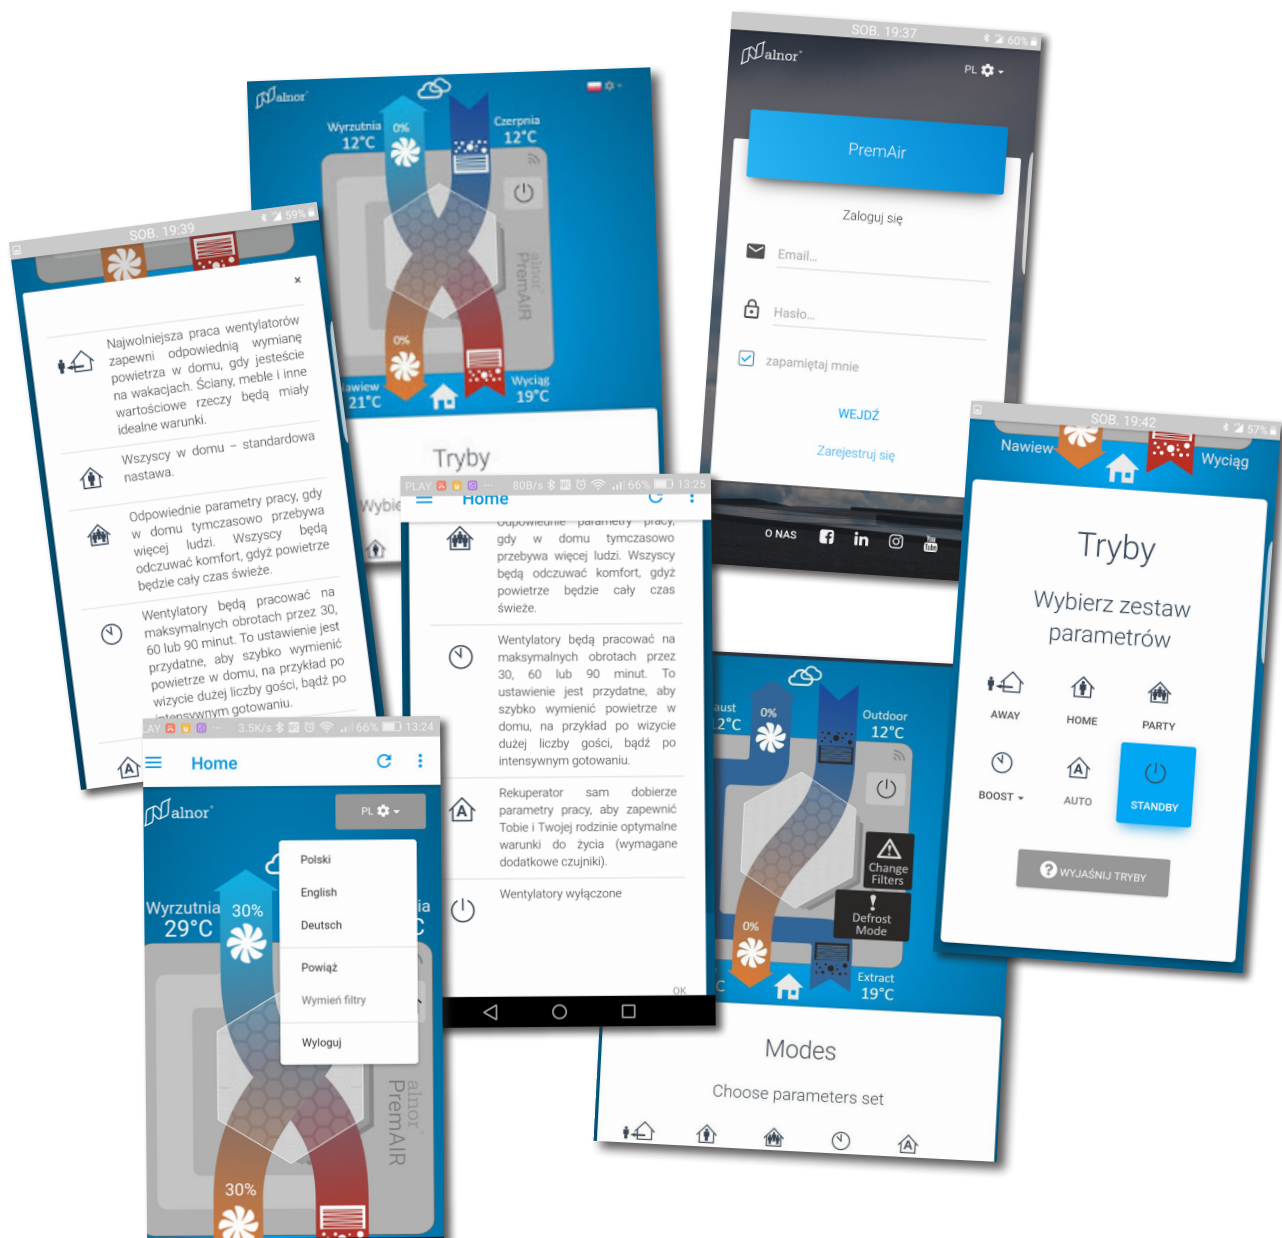 alnor
Wyrzutnia
12°C
0%
Czerpnia
12°C
alnor
PremAIR
0%
21°C
Wyciąg
19°C
Tryby
SOB. 19:37
60%
alnor
PL
PremAir
Zaloguj się
Email...
Hasło...
zapamiętaj mnie
WEJDŹ
Zarejestruj się
O NAS
You
Tube
SOB. 19:39
59%
×
Najwolniejsza praca wentylatorów
zapewni odpowiednią wymianę
powietrza w domu, gdy jesteście
na wakacjach. Ściany, meble i inne
wartościowe rzeczy będą miały
idealne warunki.
Wszyscy w domu – standardowa
nastawa.
Odpowiednie parametry pracy, gdy
w domu tymczasowo przebywa
więcej ludzi. Wszyscy będą
odczuwać komfort, gdyż powietrze
będzie cały czas świeże.
Wentylatory będą pracować na
maksymalnych obrotach przez 30,
60 lub 90 minut. To ustawienie jest
przydatne, aby szybko wymienić
powietrze w domu, na przykład po
wizycie dużej liczby gości, bądź po
intensywnym gotowaniu.
A
PLAY ... 80B/s 66% 13:25
Home
Odpowiednie parametry pracy,
gdy w domu tymczasowo
przebywa więcej ludzi. Wszyscy
będą odczuwać komfort, gdyż
powietrze będzie cały czas
świeże.
Wentylatory będą pracować na
maksymalnych obrotach przez
30, 60 lub 90 minut. To
ustawienie jest przydatne, aby
szybko wymienić powietrze w
domu, na przykład po wizycie
dużej liczby gości, bądź po
intensywnym gotowaniu.
A
Rekuperator sam dobierze
parametry pracy, aby zapewnić
Tobie i Twojej rodzinie optymalne
warunki do życia (wymagane
dodatkowe czujniki).
Wentylatory wyłączone
OK
SOB. 19:42
57%
Nawiew
Wyciąg
Tryby
Wybierz zestaw
parametrów
AWAY
HOME
PARTY
BOOST
A
AUTO
STANDBY
? WYJAŚNIJ TRYBY
3.5K/s 66% 13:24
Home
alnor
PL
Polski
English
Deutsch
Powiąż
Wymień filtry
Wyloguj
Wyrzutnia
29°C
30%
alnor
PremAIR
30%
0%
Outdoor
12°C
Change
Filters
Defrost
Mode
0%
Extract
19°C
Modes
Choose parameters set
A